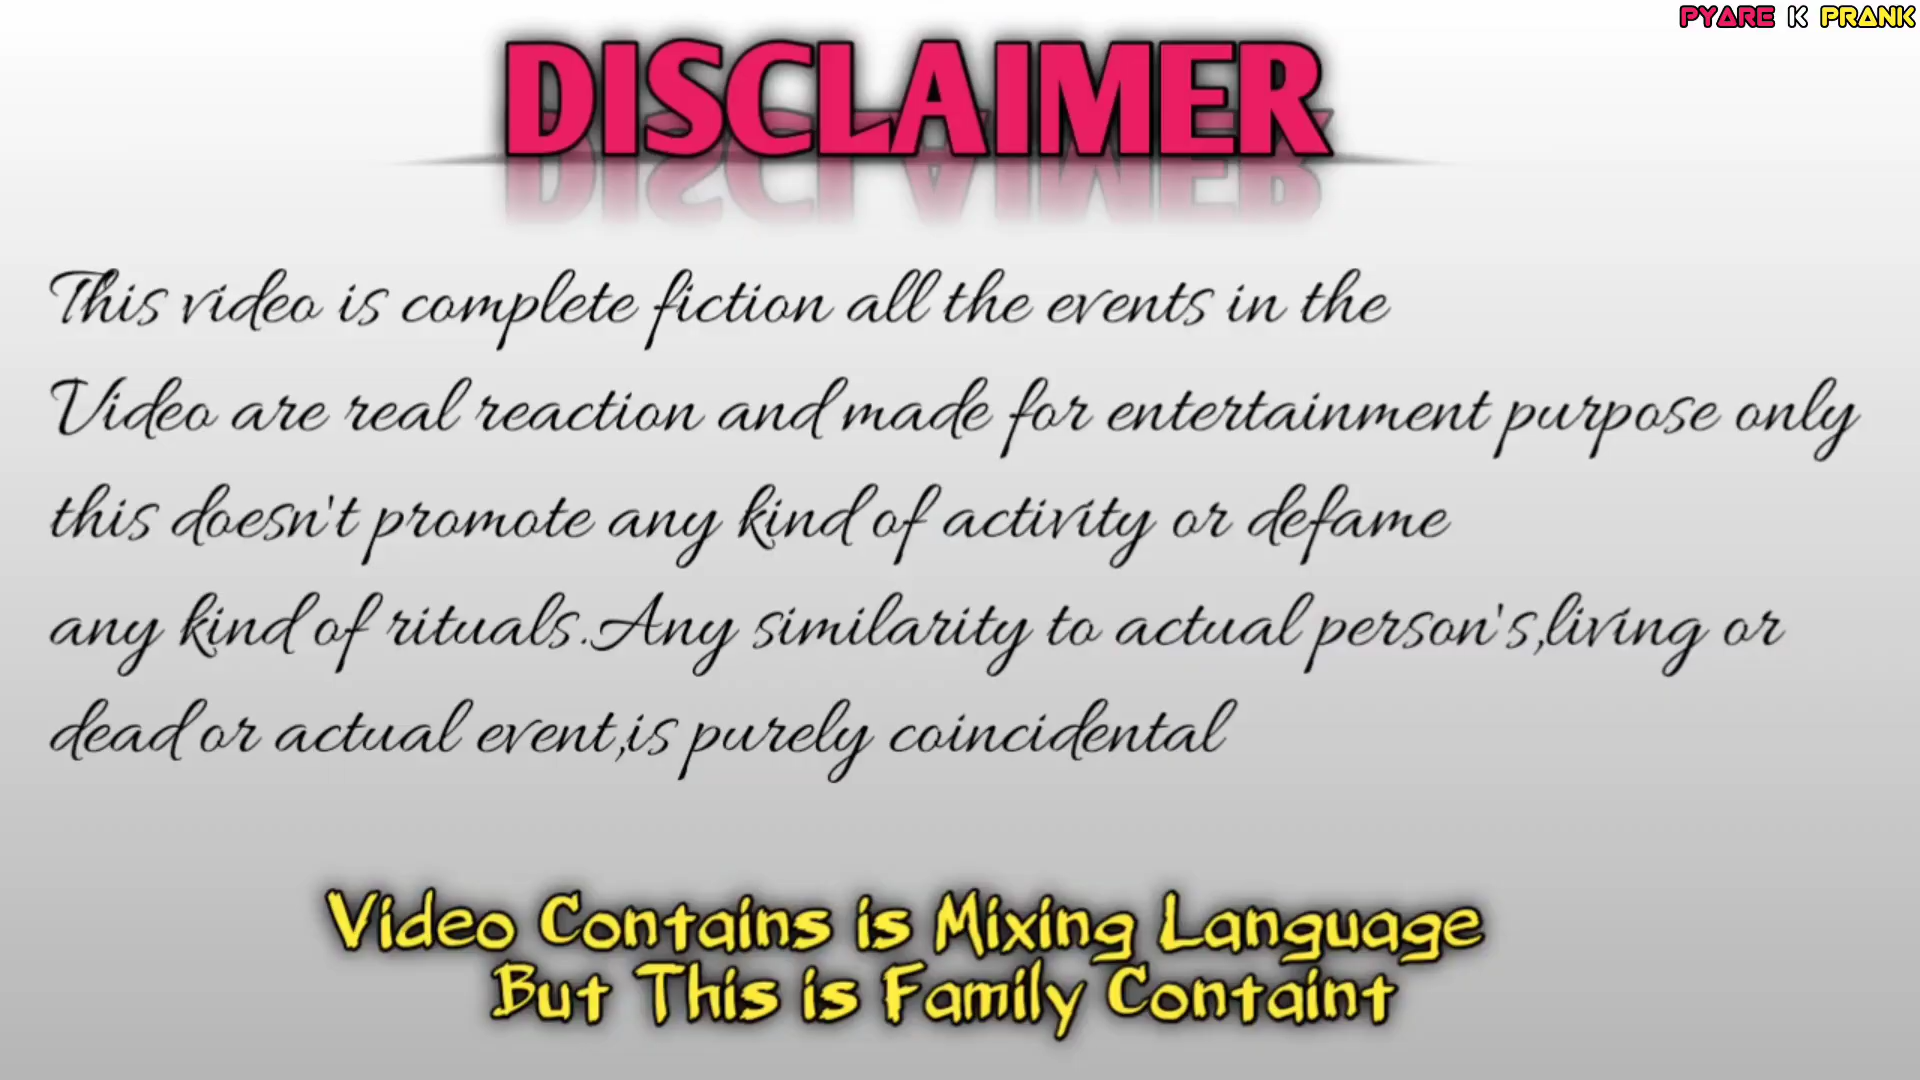 PYARE K PRANK
DISCLAIMER
This video is complete fiction all the events in the
Video are real reaction and made for entertainment purpose only
this doesn't promote any kind of activity or defame
any kind of rituals.Any similarity to actual person's,living or
dead or actual event,is purely coincidental
Video Contains is Mixing Language
But This is Family Containt